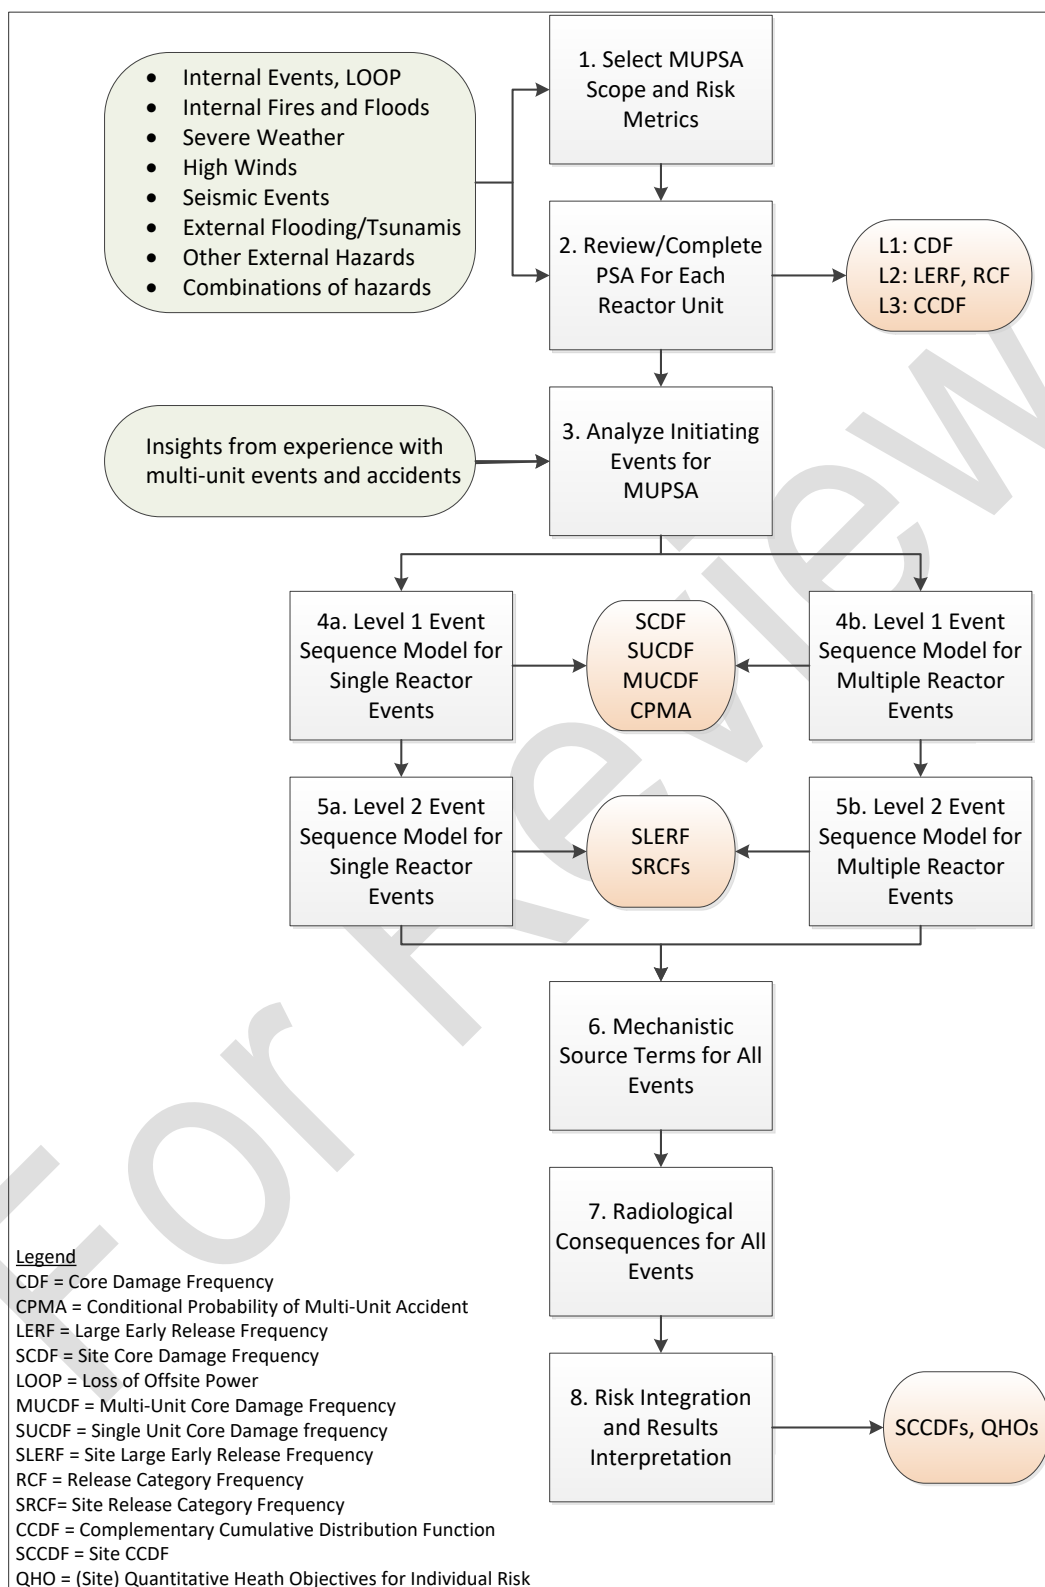 • Internal Events, LOOP
• Internal Fires and Floods
• Severe Weather
• High Winds
• Seismic Events
• External Flooding/Tsunamis
• Other External Hazards
• Combinations of hazards
1. Select MUPSA
Scope and Risk
Metrics
2. Review/Complete
PSA For Each
Reactor Unit
L1: CDF
L2: LERF, RCF
L3: CCDF
Insights from experience with
multi-unit events and accidents
3. Analyze Initiating
Events for
MUPSA
4a. Level 1 Event
Sequence Model for
Single Reactor
Events
SCDF
SUCDF
MUCDF
CPMA
4b. Level 1 Event
Sequence Model for
Multiple Reactor
Events
5a. Level 2 Event
Sequence Model for
Single Reactor
Events
SLERF
SRCFs
5b. Level 2 Event
Sequence Model for
Multiple Reactor
Events
6. Mechanistic
Source Terms for All
Events
7. Radiological
Consequences for All
Events
8. Risk Integration
and Results
Interpretation
SCCDFs, QHOs
Legend
CDF = Core Damage Frequency
CPMA = Conditional Probability of Multi-Unit Accident
LERF = Large Early Release Frequency
SCDF = Site Core Damage Frequency
LOOP = Loss of Offsite Power
MUCDF = Multi-Unit Core Damage Frequency
SUCDF = Single Unit Core Damage frequency
SLERF = Site Large Early Release Frequency
RCF = Release Category Frequency
SRCF= Site Release Category Frequency
CCDF = Complementary Cumulative Distribution Function
SCCDF = Site CCDF
QHO = (Site) Quantitative Heath Objectives for Individual Risk
For Review